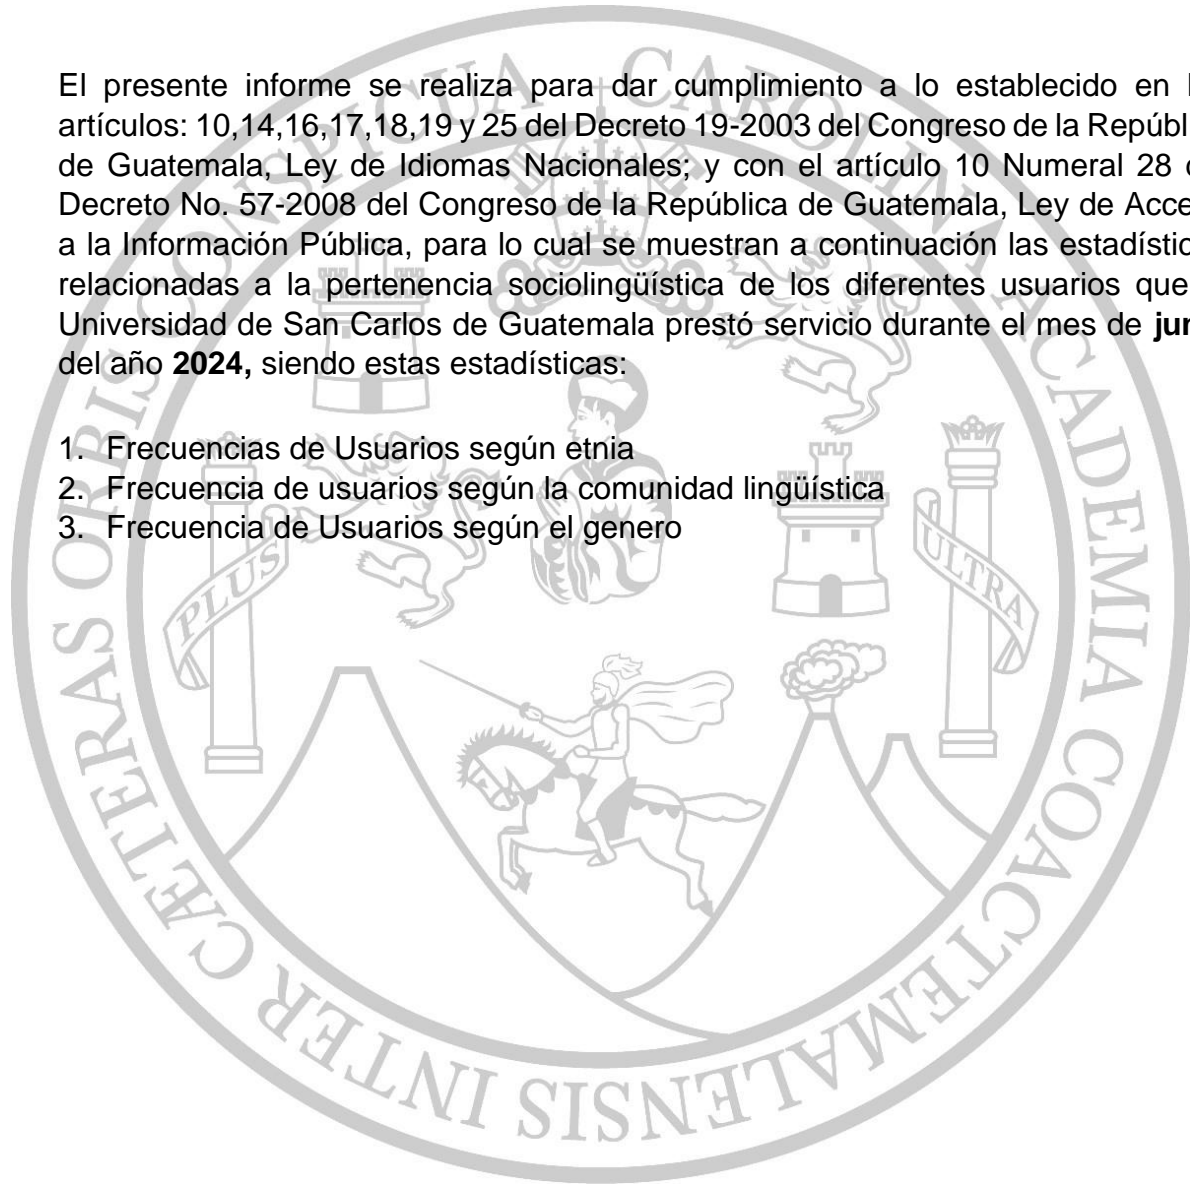 El presente informe se realiza para dar cumplimiento a lo establecido en
artículos: 10,14,16,17,18,19 y 25 del Decreto 19-2003 del Congreso de la Repúbl
de Guatemala, Ley de Idiomas Nacionales; y con el artículo 10 Numeral 28
Decreto No. 57-2008 del Congreso de la República de Guatemala, Ley de Acce
a la Información Pública, para lo cual se muestran a continuación las estadístic
relacionadas a la pertenencia sociolingüística de los diferentes usuarios que
Universidad de San Carlos de Guatemala prestó servicio durante el mes de
del año 2024, siendo estas estadísticas:
1. Frecuencias de Usuarios según etnia
2. Frecuencia de usuarios según la comunidad lingüística
3. Frecuencia de Usuarios según el genero
CAROLINA ACADEMIA COACTEMALENSIS INTER CÆTERAS ORBIS CONSPICUA
PLUS
ULTRA